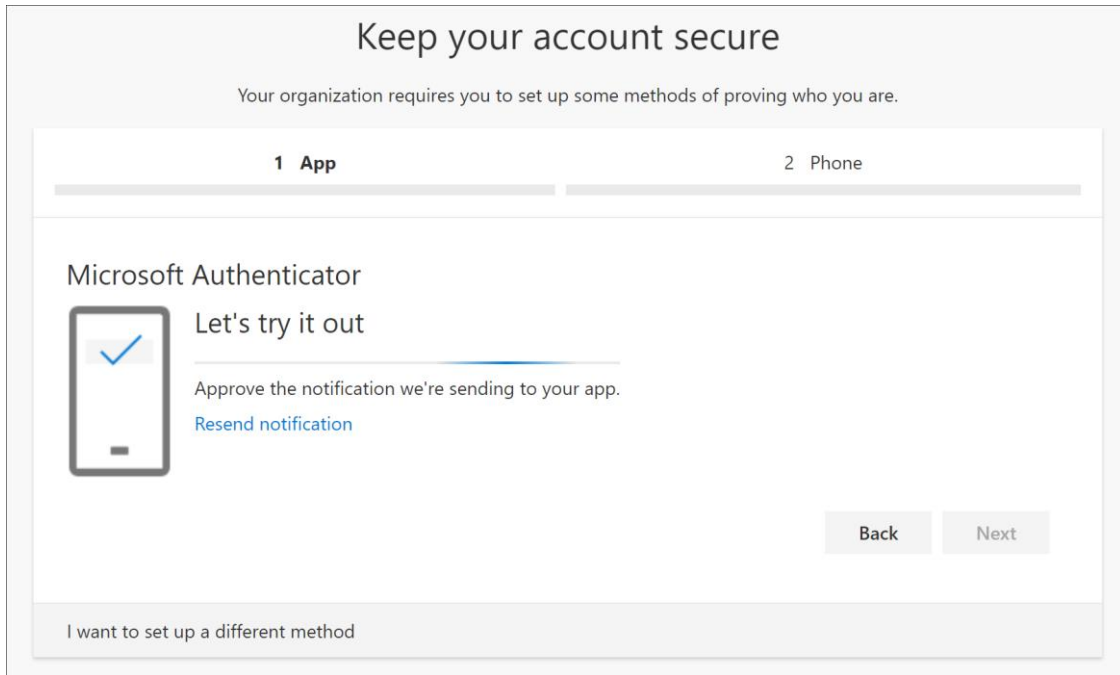 Keep your account secure
Your organization requires you to set up some methods of proving who you are.
1 App
2 Phone
Microsoft Authenticator
Let's try it out
Approve the notification we're sending to your app.
Resend notification
Back
Next
I want to set up a different method